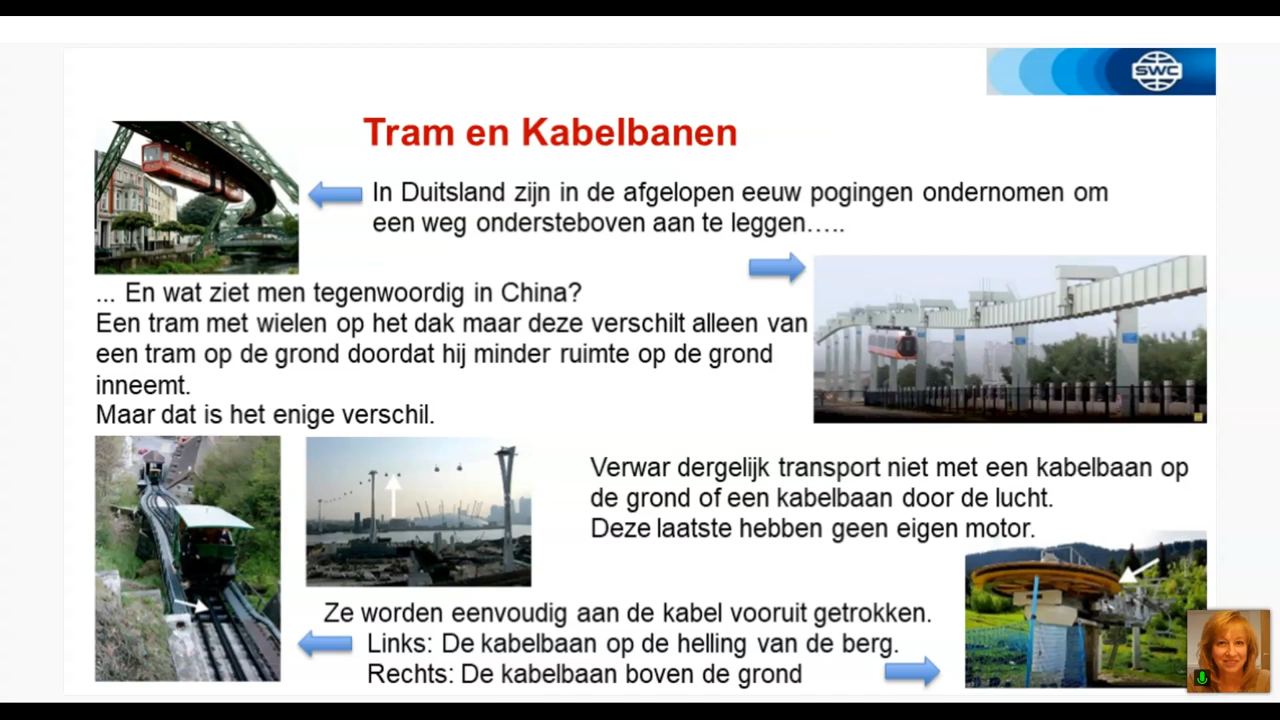 SWC
Tram en Kabelbanen
In Duitsland zijn in de afgelopen eeuw pogingen ondernomen om
een weg ondersteboven aan te leggen…..
... En wat ziet men tegenwoordig in China?
Een tram met wielen op het dak maar deze verschilt alleen van
een tram op de grond doordat hij minder ruimte op de grond
inneemt.
Maar dat is het enige verschil.
Verwar dergelijk transport niet met een kabelbaan op
de grond of een kabelbaan door de lucht.
Deze laatste hebben geen eigen motor.
Ze worden eenvoudig aan de kabel vooruit getrokken.
Links: De kabelbaan op de helling van de berg.
Rechts: De kabelbaan boven de grond